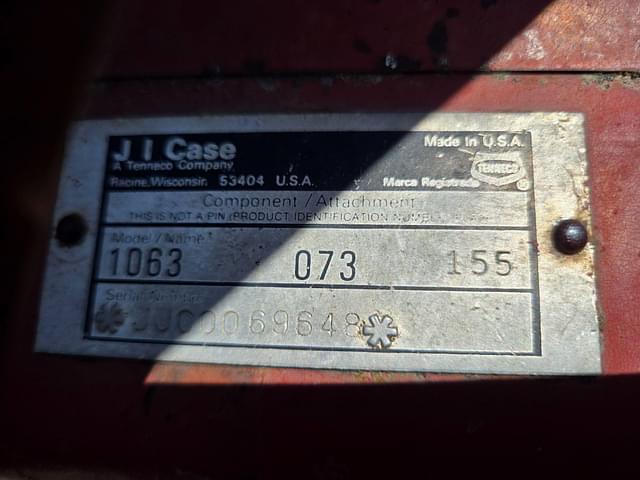 J I Case
A Tenneco Company
Racine, Wisconsin 53404 U.S.A.
Made in U.S.A.
TENNECO
Marca Registrada ®
Component / Attachment
THIS IS NOT A PIN (PRODUCT IDENTIFICATION NUMBER)
Model / Name
1063 073 155
Serial Number
*JJC0069648*